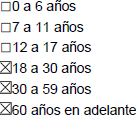 ☐0 a 6 años
☐7 a 11 años
☐12 a 17 años
☒18 a 30 años
☒30 a 59 años
☒60 años en adelante